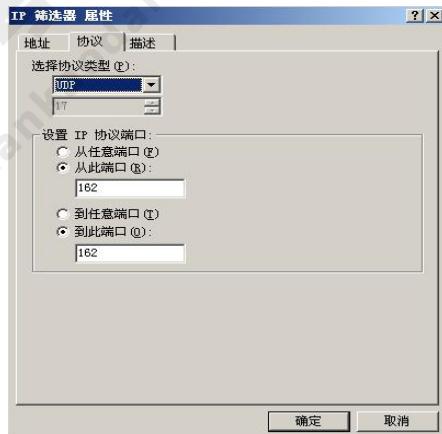 IP 筛选器 属性
地址 协议 描述
选择协议类型(P):
UDP
17
设置 IP 协议端口:
从任意端口(F)
从此端口(R):
162
到任意端口(T)
到此端口(O):
162
确定 取消